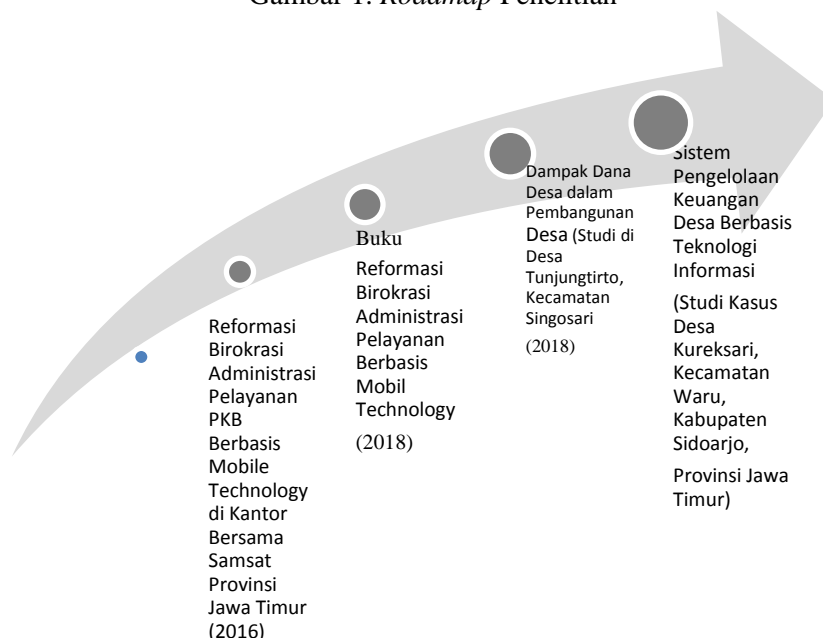 Gambar 1. Roadmap Penelitian
Reformasi
Birokrasi
Administrasi
Pelayanan
PKB
Berbasis
Mobile
Technology
di Kantor
Bersama
Samsat
Provinsi
Jawa Timur
(2016)
Buku
Reformasi
Birokrasi
Administrasi
Pelayanan
Berbasis
Mobil
Technology
(2018)
Dampak Dana
Desa dalam
Pembangunan
Desa (Studi di
Desa
Tunjungtirto,
Kecamatan
Singosari
(2018)
Sistem
Pengelolaan
Keuangan
Desa Berbasis
Teknologi
Informasi
(Studi Kasus
Desa
Kureksari,
Kecamatan
Waru,
Kabupaten
Sidoarjo,
Provinsi Jawa
Timur)